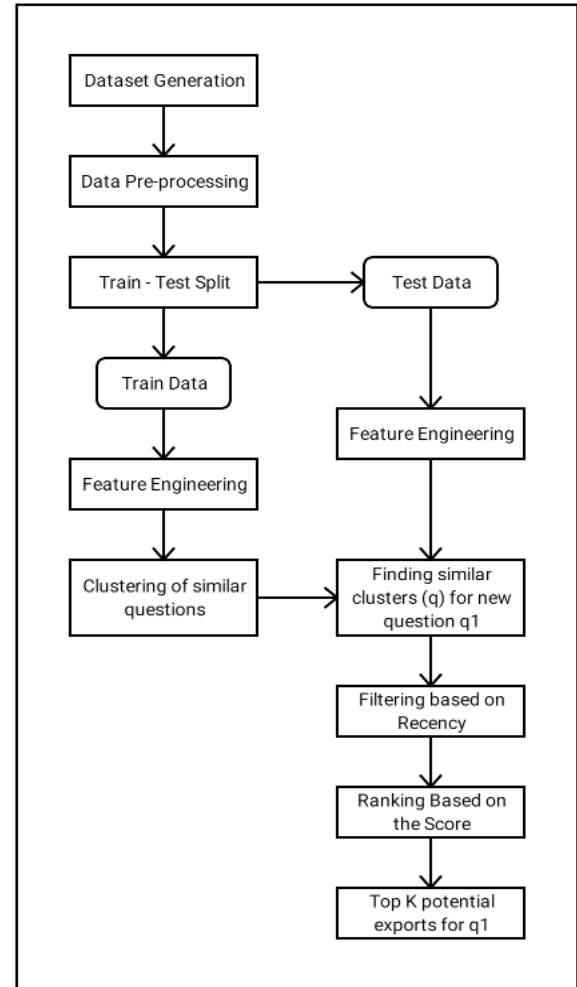 Dataset Generation
Data Pre-processing
Train - Test Split
Test Data
Train Data
Feature Engineering
Feature Engineering
Clustering of similar
questions
Finding similar
clusters (q) for new
question q1
Filtering based on
Recency
Ranking Based on
the Score
Top K potential
exports for q1